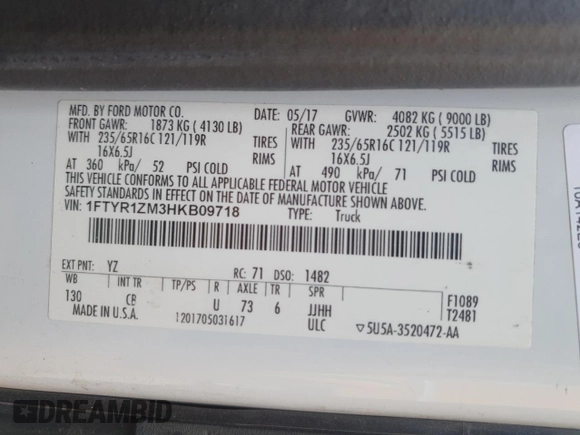 MFD. BY FORD MOTOR CO. DATE: 05/17 GVWR: 4082 KG ( 9000 LB)
FRONT GAWR: 1873 KG ( 4130 LB) REAR GAWR: 2502 KG ( 5515 LB)
WITH 235/65R16C 121/119R TIRES WITH 235/65R16C 121/119R TIRES
16X6.5J RIMS 16X6.5J RIMS
AT 360 kPa/ 52 PSI COLD AT 490 kPa/ 71 PSI COLD
THIS VEHICLE CONFORMS TO ALL APPLICABLE FEDERAL MOTOR VEHICLE
SAFETY STANDARDS IN EFFECT ON THE DATE OF MANUFACTURE SHOWN ABOVE.
VIN: 1FTYR1ZM3HKB09718 TYPE: Truck
EXT PNT: YZ RC: 71 DSO: 1482
WB INT TR TP/PS R AXLE TR SPR F1089
130 CB U 73 6 JJHH T2481
MADE IN U.S.A. 1201705031617 ULC ▽5U5A-3520472-AA
DREAMBID